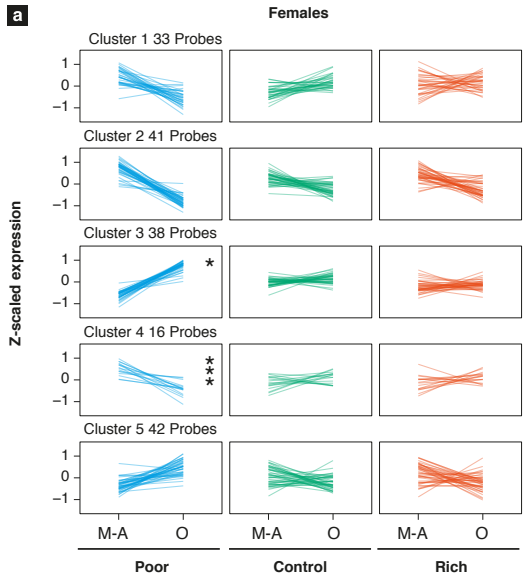 a
Females
Z-scaled expression
Cluster 1 33 Probes
1
0
−1
Cluster 2 41 Probes
1
0
−1
Cluster 3 38 Probes
1
0
−1
*
Cluster 4 16 Probes
1
0
−1
*
*
*
Cluster 5 42 Probes
1
0
−1
M-A O M-A O M-A O
Poor Control Rich